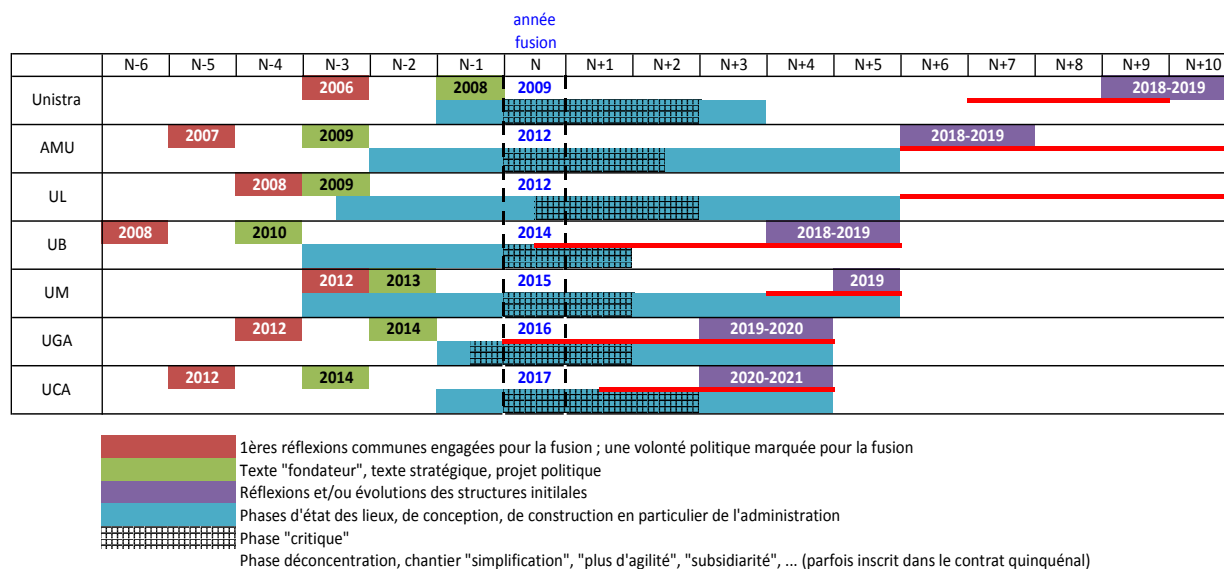 année
fusion
N-6 N-5 N-4 N-3 N-2 N-1 N N+1 N+2 N+3 N+4 N+5 N+6 N+7 N+8 N+9 N+10
Unistra 2006 2008 2009 2018-2019
AMU 2007 2009 2012 2018-2019
UL 2008 2009 2012
UB 2008 2010 2014 2018-2019
UM 2012 2013 2015 2019
UGA 2012 2014 2016 2019-2020
UCA 2012 2014 2017 2020-2021
1ères réflexions communes engagées pour la fusion ; une volonté politique marquée pour la fusion
Texte "fondateur", texte stratégique, projet politique
Réflexions et/ou évolutions des structures initilales
Phases d'état des lieux, de conception, de construction en particulier de l'administration
Phase "critique"
Phase déconcentration, chantier "simplification", "plus d'agilité", "subsidiarité", ... (parfois inscrit dans le contrat quinquénal)